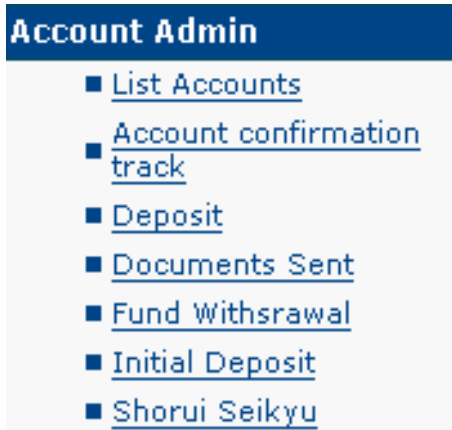 Account Admin
List Accounts
Account confirmation
track
Deposit
Documents Sent
Fund Withsrawal
Initial Deposit
Shorui Seikyu